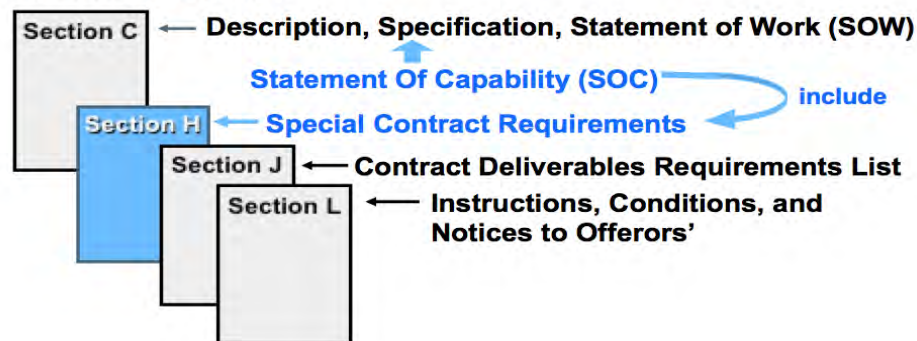 Section C
Description, Specification, Statement of Work (SOW)
Statement Of Capability (SOC)
include
Section H
Special Contract Requirements
Section J
Contract Deliverables Requirements List
Section L
Instructions, Conditions, and
Notices to Offerors’